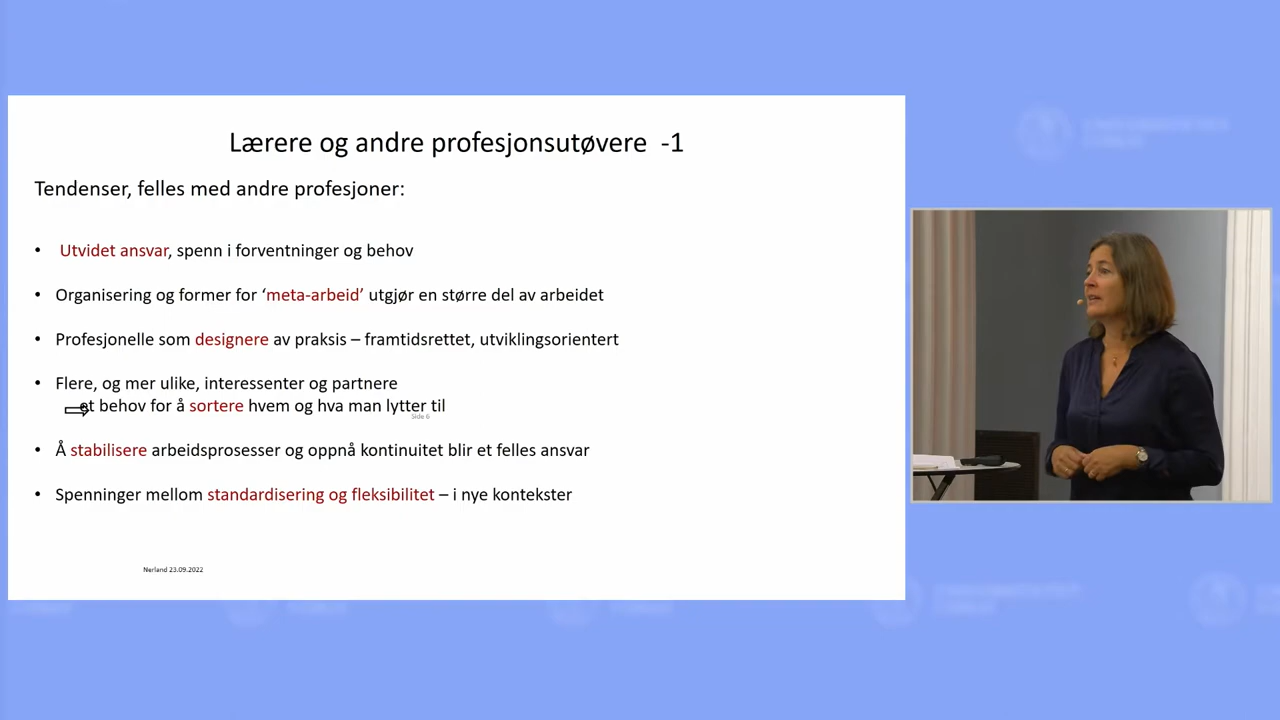 Lærere og andre profesjonsutøvere -1
Tendenser, felles med andre profesjoner:
• Utvidet ansvar, spenn i forventninger og behov
• Organisering og former for ‘meta-arbeid’ utgjør en større del av arbeidet
• Profesjonelle som designere av praksis – framtidsrettet, utviklingsorientert
• Flere, og mer ulike, interessenter og partnere
et behov for å sortere hvem og hva man lytter til
Side 6
• Å stabilisere arbeidsprosesser og oppnå kontinuitet blir et felles ansvar
• Spenninger mellom standardisering og fleksibilitet – i nye kontekster
Nerland 23.09.2022